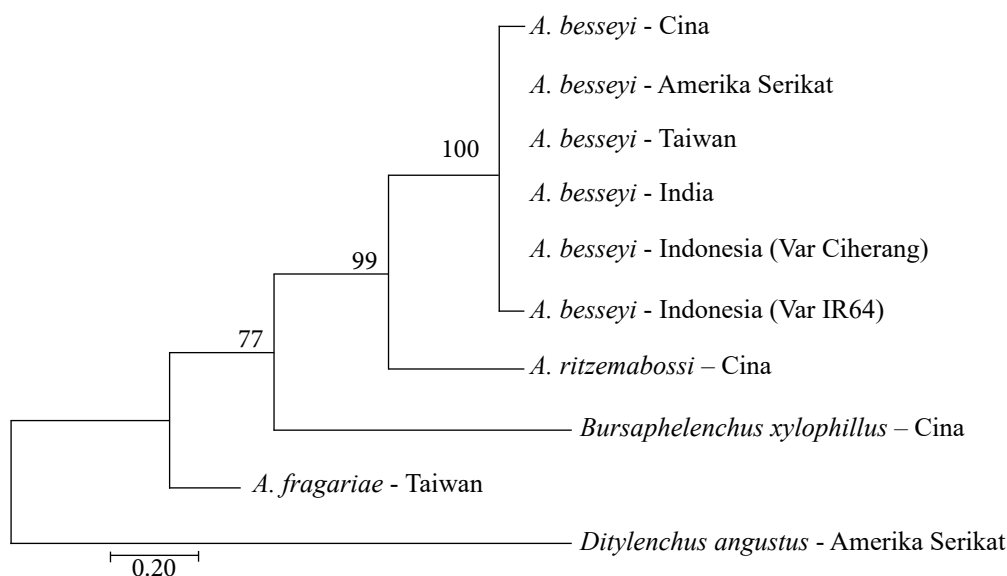 A. besseyi - Cina
A. besseyi - Amerika Serikat
A. besseyi - Taiwan
100
A. besseyi - India
A. besseyi - Indonesia (Var Ciherang)
99
A. besseyi - Indonesia (Var IR64)
77
A. ritzemabossi – Cina
Bursaphelenchus xylophillus – Cina
A. fragariae - Taiwan
Ditylenchus angustus - Amerika Serikat
0.20